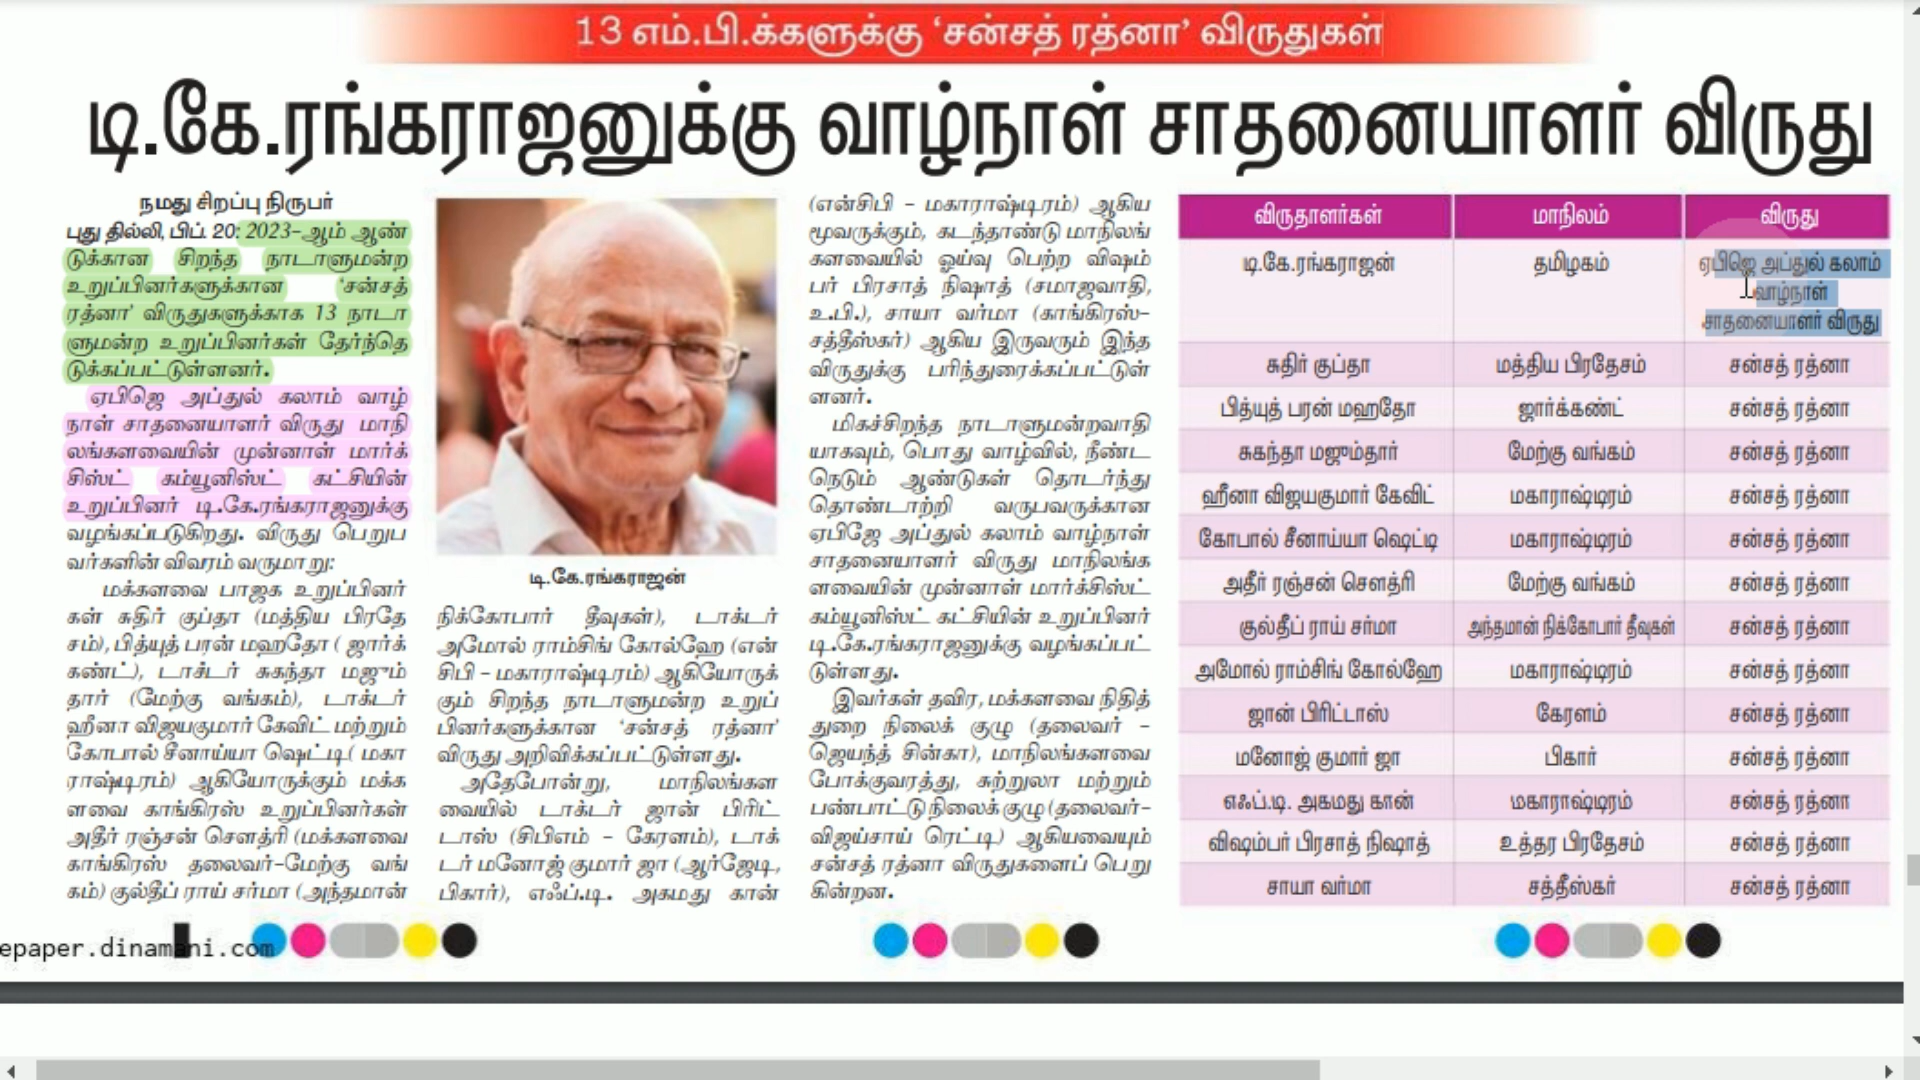 13 எம்.பி.க்களுக்கு ‘சன்சத் ரத்னா’ விருதுகள்
டி.கே.ரங்கராஜனுக்கு வாழ்நாள் சாதனையாளர் விருது
நமது சிறப்பு நிருபர்
புது தில்லி, பிப். 20: 2023–ஆம் ஆண்
டுக்கான சிறந்த நாடாளுமன்ற
உறுப்பினர்களுக்கான ‘சன்சத்
ரத்னா’ விருதுகளுக்காக 13 நாடா
ளுமன்ற உறுப்பினர்கள் தேர்ந்தெ
டுக்கப்பட்டுள்ளனர்.
ஏபிஜெ அப்துல் கலாம் வாழ்
நாள் சாதனையாளர் விருது மாநி
லங்களவையின் முன்னாள் மார்க்
சிஸ்ட் கம்யூனிஸ்ட் கட்சியின்
உறுப்பினர் டி.கே.ரங்கராஜனுக்கு
வழங்கப்படுகிறது. விருது பெறுப
வர்களின் விவரம் வருமாறு:
மக்களவை பாஜக உறுப்பினர்
கள் சுதிர் குப்தா (மத்திய பிரதே
சம்), பித்யுத் பரன் மஹதோ ( ஜார்க்
கண்ட்), டாக்டர் சுகந்தா மஜும்
தார் (மேற்கு வங்கம்), டாக்டர்
ஹீனா விஜயகுமார் கேவிட் மற்றும்
கோபால் சீனாய்யா ஷெட்டி( மகா
ராஷ்டிரம்) ஆகியோருக்கும் மக்க
ளவை காங்கிரஸ் உறுப்பினர்கள்
அதீர் ரஞ்சன் சௌத்ரி (மக்களவை
காங்கிரஸ் தலைவர்–மேற்கு வங்
கம்) குல்தீப் ராய் சர்மா (அந்தமான்
டி.கே.ரங்கராஜன்
நிக்கோபார் தீவுகள்), டாக்டர்
அமோல் ராம்சிங் கோல்ஹே (என்
சிபி – மகாராஷ்டிரம்) ஆகியோருக்
கும் சிறந்த நாடாளுமன்ற உறுப்
பினர்களுக்கான ‘சன்சத் ரத்னா’
விருது அறிவிக்கப்பட்டுள்ளது.
அதேபோன்று, மாநிலங்கள
வையில் டாக்டர் ஜான் பிரிட்
டாஸ் (சிபிஎம் – கேரளம்), டாக்
டர் மனோஜ் குமார் ஜா (ஆர்ஜேடி,
பிகார்), எஃப்.டி. அகமது கான்
(என்சிபி – மகாராஷ்டிரம்) ஆகிய
மூவருக்கும், கடந்தாண்டு மாநிலங்
களவையில் ஓய்வு பெற்ற விஷம்
பர் பிரசாத் நிஷாத் (சமாஜவாதி,
உ.பி.), சாயா வர்மா (காங்கிரஸ்–
சத்தீஸ்கர்) ஆகிய இருவரும் இந்த
விருதுக்கு பரிந்துரைக்கப்பட்டுள்
ளனர்.
மிகச்சிறந்த நாடாளுமன்றவாதி
யாகவும், பொது வாழ்வில், நீண்ட
நெடும் ஆண்டுகள் தொடர்ந்து
தொண்டாற்றி வருபவருக்கான
ஏபிஜே அப்துல் கலாம் வாழ்நாள்
சாதனையாளர் விருது மாநிலங்க
ளவையின் முன்னாள் மார்க்சிஸ்ட்
கம்யூனிஸ்ட் கட்சியின் உறுப்பினர்
டி.கே.ரங்கராஜனுக்கு வழங்கப்பட்
டுள்ளது.
இவர்கள் தவிர, மக்களவை நிதித்
துறை நிலைக் குழு (தலைவர் –
ஜெயந்த் சின்கா), மாநிலங்களவை
போக்குவரத்து, சுற்றுலா மற்றும்
பண்பாட்டு நிலைக் குழு (தலைவர்–
விஜய்சாய் ரெட்டி) ஆகியவையும்
சன்சத் ரத்னா விருதுகளைப் பெறு
கின்றன.
விருதாளர்கள் மாநிலம் விருது
டி.கே.ரங்கராஜன் தமிழகம் ஏபிஜெ அப்துல் கலாம்
வாழ்நாள்
சாதனையாளர் விருது
சுதிர் குப்தா மத்திய பிரதேசம் சன்சத் ரத்னா
பித்யுத் பரன் மஹதோ ஜார்க்கண்ட் சன்சத் ரத்னா
சுகந்தா மஜும்தார் மேற்கு வங்கம் சன்சத் ரத்னா
ஹீனா விஜயகுமார் கேவிட் மகாராஷ்டிரம் சன்சத் ரத்னா
கோபால் சீனாய்யா ஷெட்டி மகாராஷ்டிரம் சன்சத் ரத்னா
அதீர் ரஞ்சன் சௌத்ரி மேற்கு வங்கம் சன்சத் ரத்னா
குல்தீப் ராய் சர்மா அந்தமான் நிக்கோபார் தீவுகள் சன்சத் ரத்னா
அமோல் ராம்சிங் கோல்ஹே மகாராஷ்டிரம் சன்சத் ரத்னா
ஜான் பிரிட்டாஸ் கேரளம் சன்சத் ரத்னா
மனோஜ் குமார் ஜா பிகார் சன்சத் ரத்னா
எஃப்.டி. அகமது கான் மகாராஷ்டிரம் சன்சத் ரத்னா
விஷம்பர் பிரசாத் நிஷாத் உத்தர பிரதேசம் சன்சத் ரத்னா
சாயா வர்மா சத்தீஸ்கர் சன்சத் ரத்னா
epaper.dinamani.com